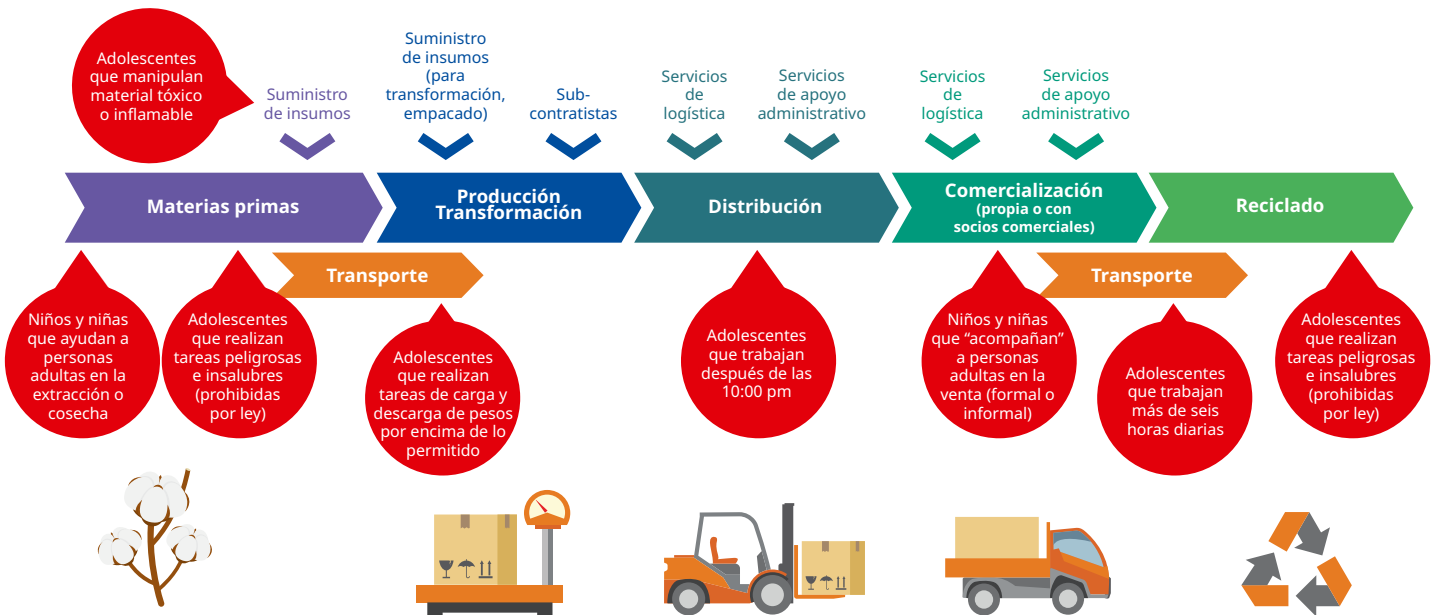 Adolescentes
que manipulan
material tóxico
o inflamable
Suministro
de insumos
Suministro
de insumos
(para
transformación,
empacado)
Sub-
contratistas
Servicios
de
logística
Servicios
de apoyo
administrativo
Servicios
de
logística
Servicios
de apoyo
administrativo
Materias primas
Producción
Transformación
Distribución
Comercialización
(propia o con
socios comerciales)
Reciclado
Transporte
Transporte
Niños y niñas
que ayudan a
personas
adultas en la
extracción o
cosecha
Adolescentes
que realizan
tareas peligrosas
e insalubres
(prohibidas
por ley)
Adolescentes
que realizan
tareas de carga y
descarga de pesos
por encima de lo
permitido
Adolescentes
que trabajan
después de las
10:00 pm
Niños y niñas
que “acompañan”
a personas
adultas en la
venta (formal o
informal)
Adolescentes
que trabajan
más de seis
horas diarias
Adolescentes
que realizan
tareas peligrosas
e insalubres
(prohibidas
por ley)